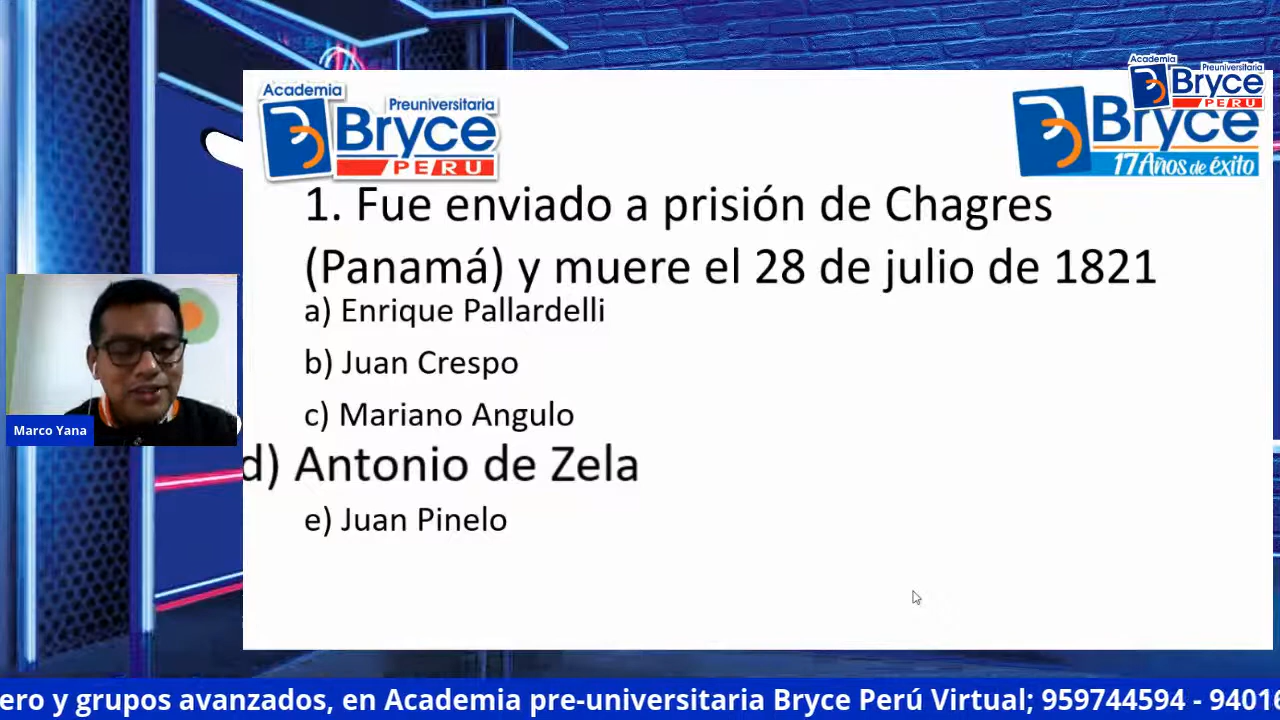 Academia
Preuniversitaria
Bryce
PERU
Academia
Preuniversitaria
Bryce
PERU
Bryce
17 Años de éxito
1. Fue enviado a prisión de Chagres
(Panamá) y muere el 28 de julio de 1821
a) Enrique Pallardelli
b) Juan Crespo
c) Mariano Angulo
d) Antonio de Zela
e) Juan Pinelo
Marco Yana
ero y grupos avanzados, en Academia pre-universitaria Bryce Perú Virtual; 959744594 - 94016